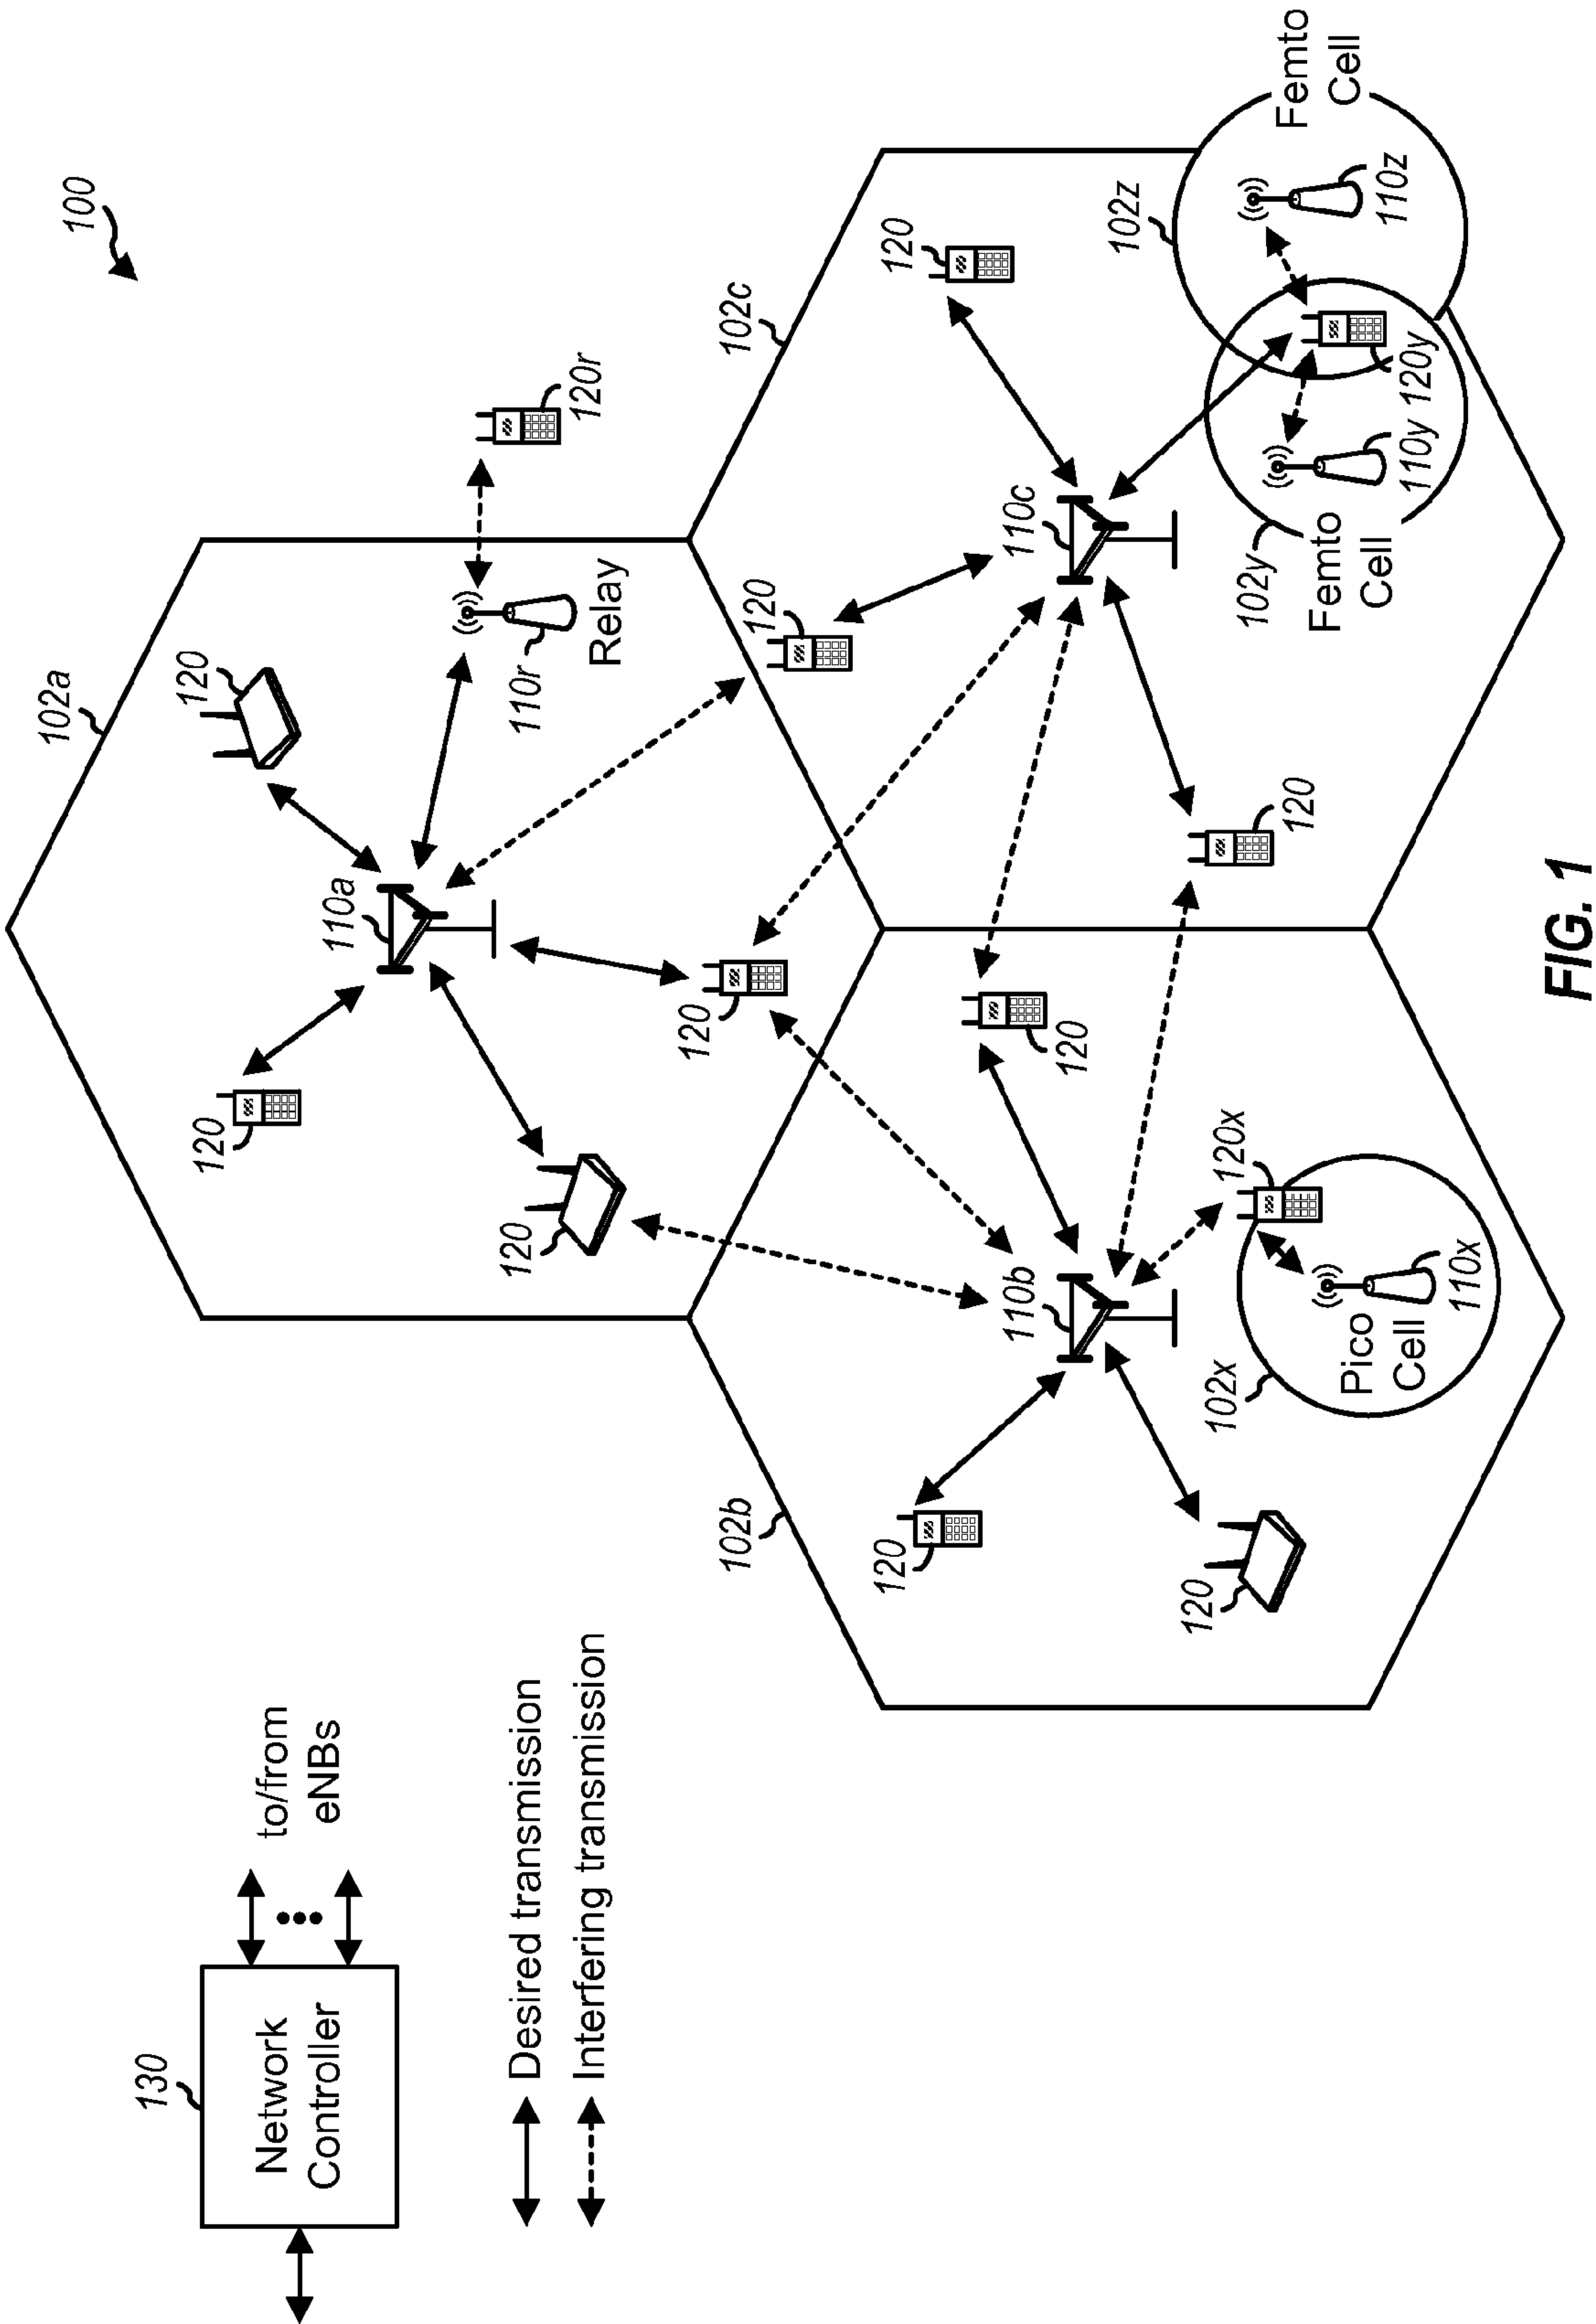 100
130
Network
Controller
to/from
eNBs
Desired transmission
Interfering transmission
102a
120
120
110a
120
110r
Relay
120r
120
120
102b
110b
120
120
120
102x
Pico
Cell
110x
120x
102c
120
110c
120
120
102y
Femto
Cell
110y
120y
102z
Femto
Cell
110z
FIG. 1